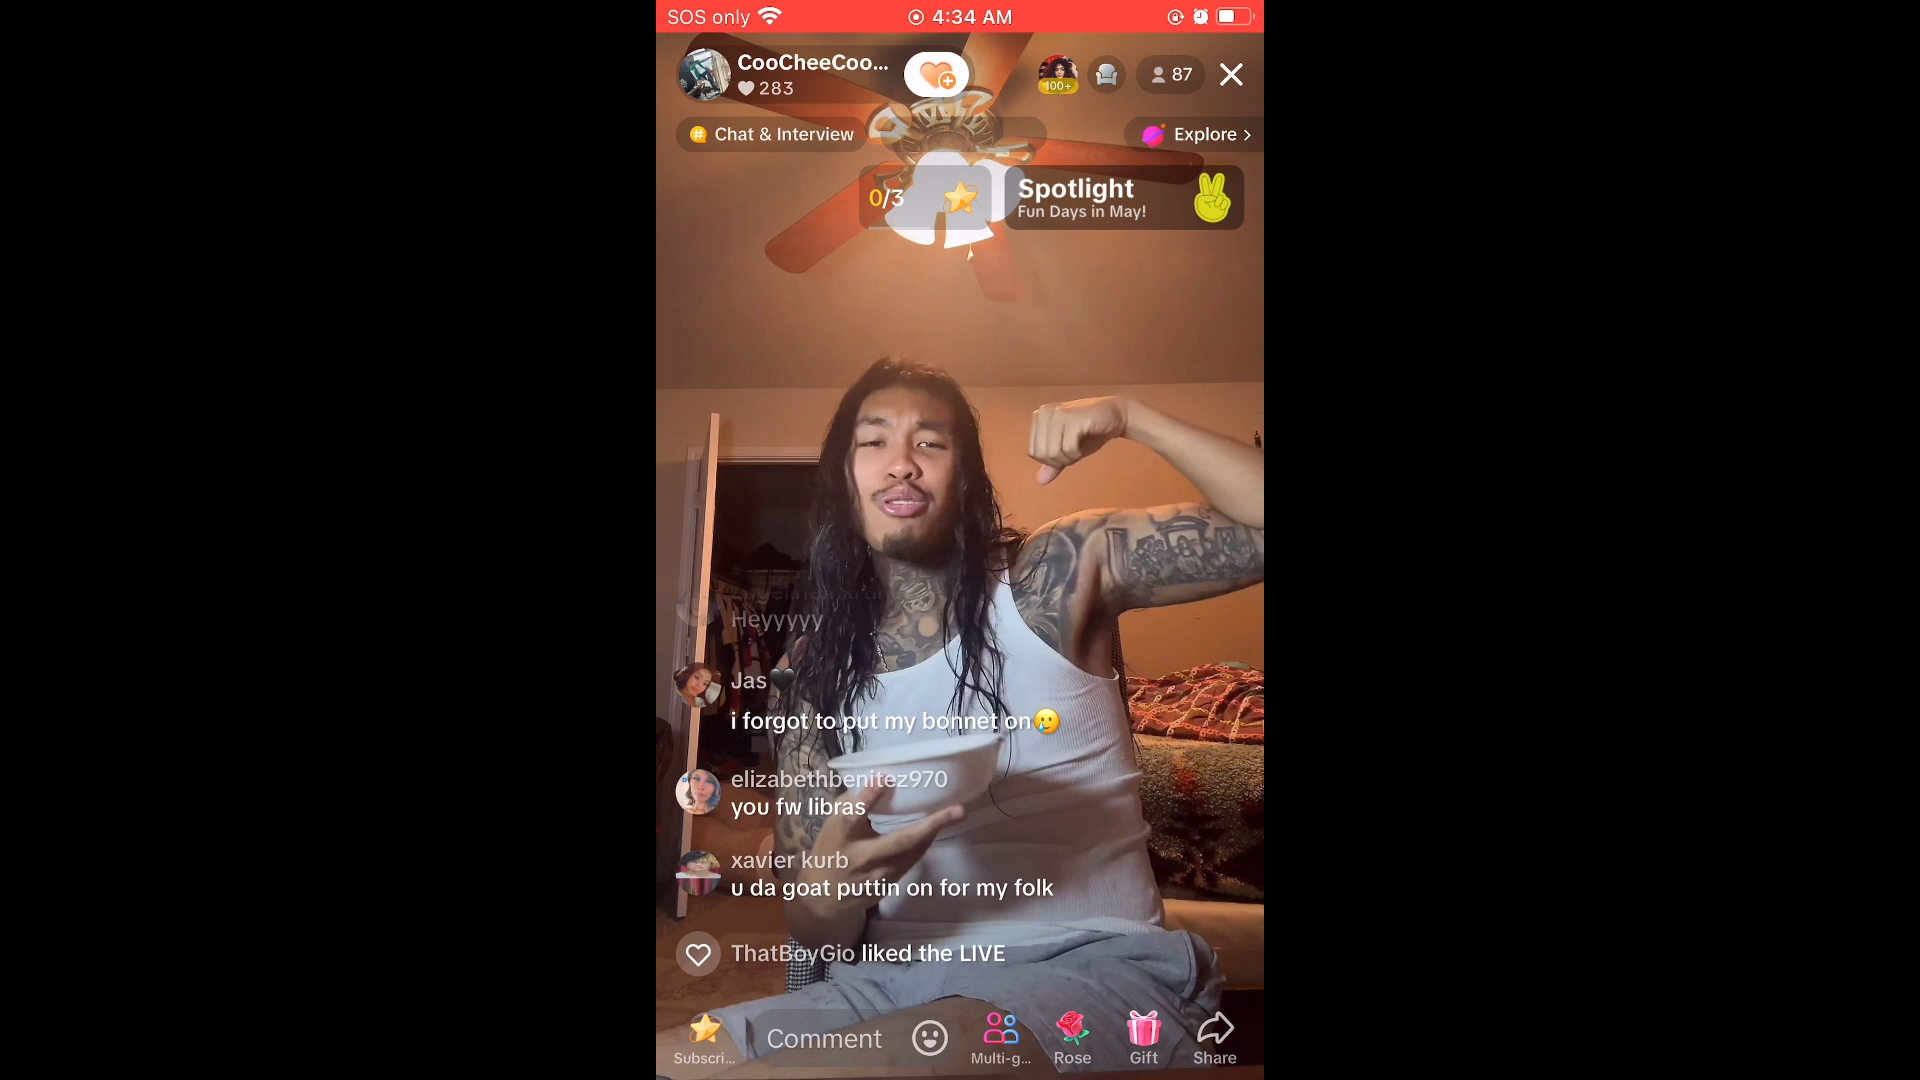 SOS only 4:34 AM
CooCheeCoo...
283
100+
87
Chat & Interview
Explore >
0/3
Spotlight
Fun Days in May!
Heyyyyy
Jas🖤
i forgot to put my bonnet on🥲
elizabethbenitez970
you fw libras
xavier kurb
u da goat puttin on for my folk
ThatBoyGio liked the LIVE
Comment
Subscri...
Multi-g...
Rose
Gift
Share